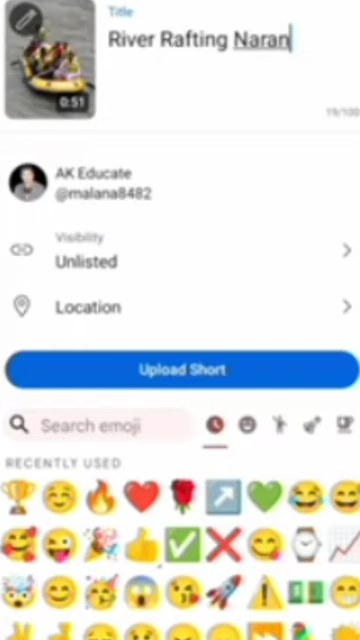 Title
River Rafting Naran
0:51
19/100
AK Educate
@malana8482
Visibility
Unlisted
Location
Upload Short
Search emoji
RECENTLY USED